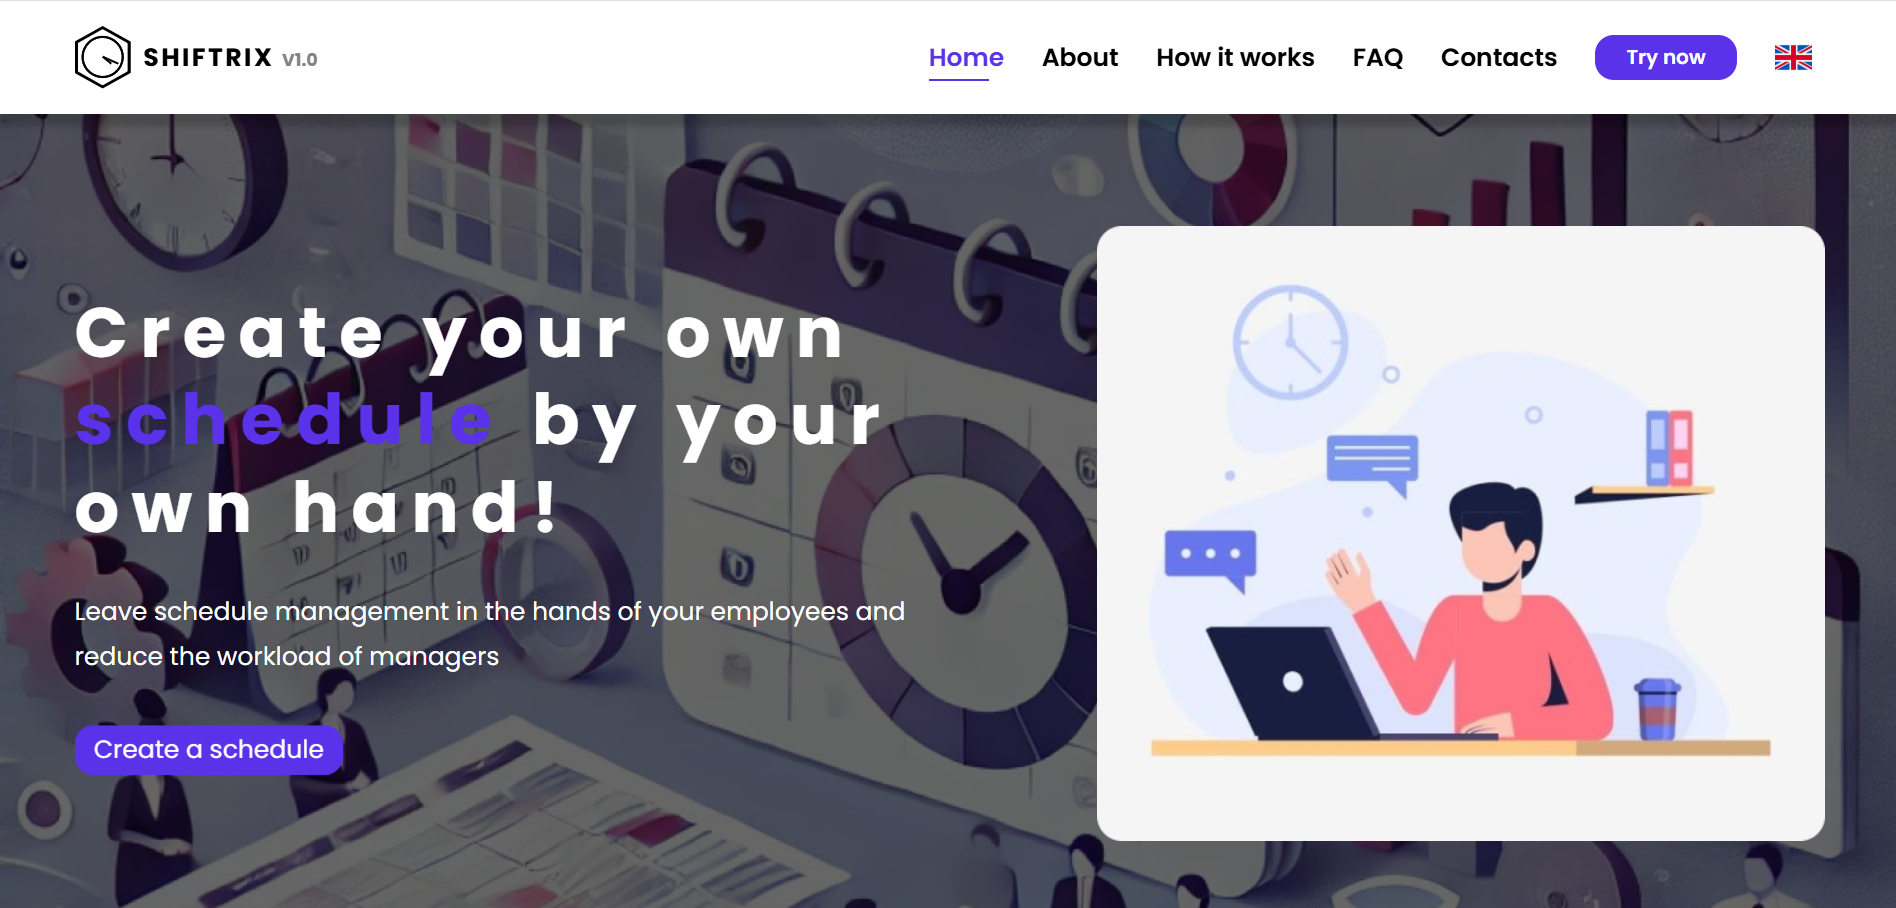 SHIFTRIX v1.0
Home About How it works FAQ Contacts Try now
Create your own
schedule by your
own hand!
Leave schedule management in the hands of your employees and
reduce the workload of managers
Create a schedule